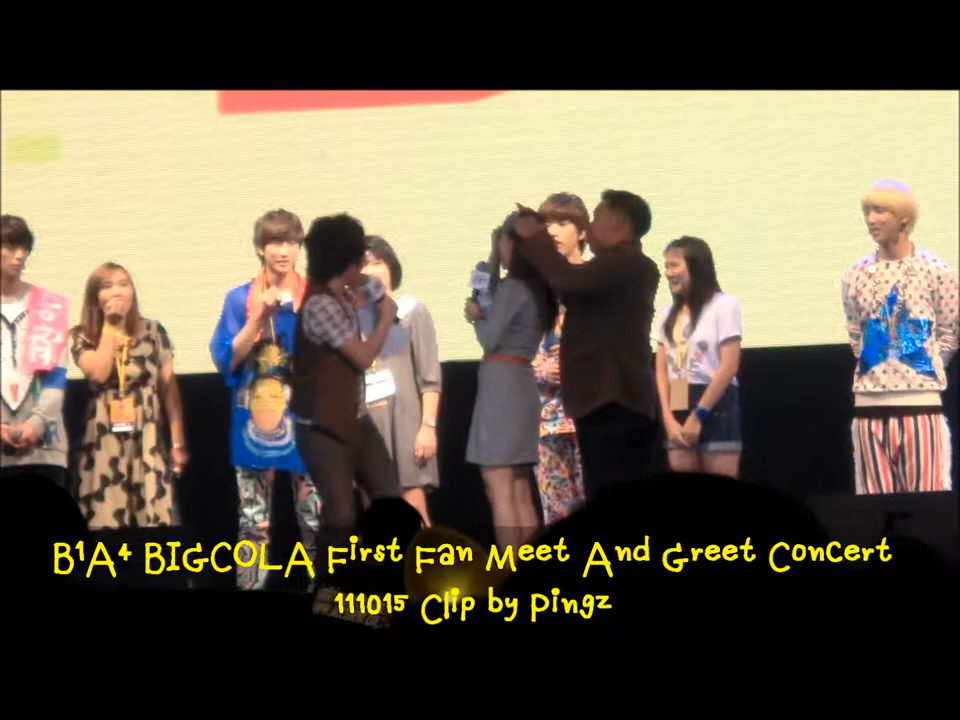 B1A4 BIGCOLA First Fan Meet And Greet Concert
111015 Clip by Pingz